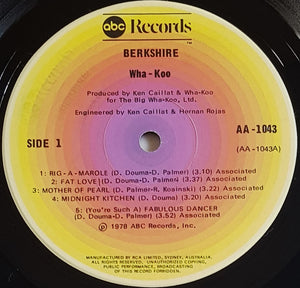 abc Records
TM
BERKSHIRE
Wha-Koo
Produced by Ken Caillat & Wha-Koo
for The Big Wha-Koo, Ltd.
Engineered by Ken Caillat & Hernan Rojas
SIDE 1
AA-1043
(AA-1043A)
1: RIG-A-MAROLE (D. Douma-D. Palmer) (3.10) Associated
2: FAT LOVE (D. Douma-D. Palmer) (3.37) Associated
3: MOTHER OF PEARL (D. Palmer-R. Kosinski) (3.22) Associated
4: MIDNIGHT KITCHEN (D. Douma) (3.20) Associated
5: (You're Such A) FABULOUS DANCER
(D. Douma-D. Palmer) (3.52) Associated
℗ 1978 ABC Records, Inc.
MANUFACTURED BY RCA LIMITED, SYDNEY, AUSTRALIA.
ALL RIGHTS RESERVED. UNAUTHORISED COPYING,
PUBLIC PERFORMANCE, BROADCASTING
OF THIS RECORD FORBIDDEN.